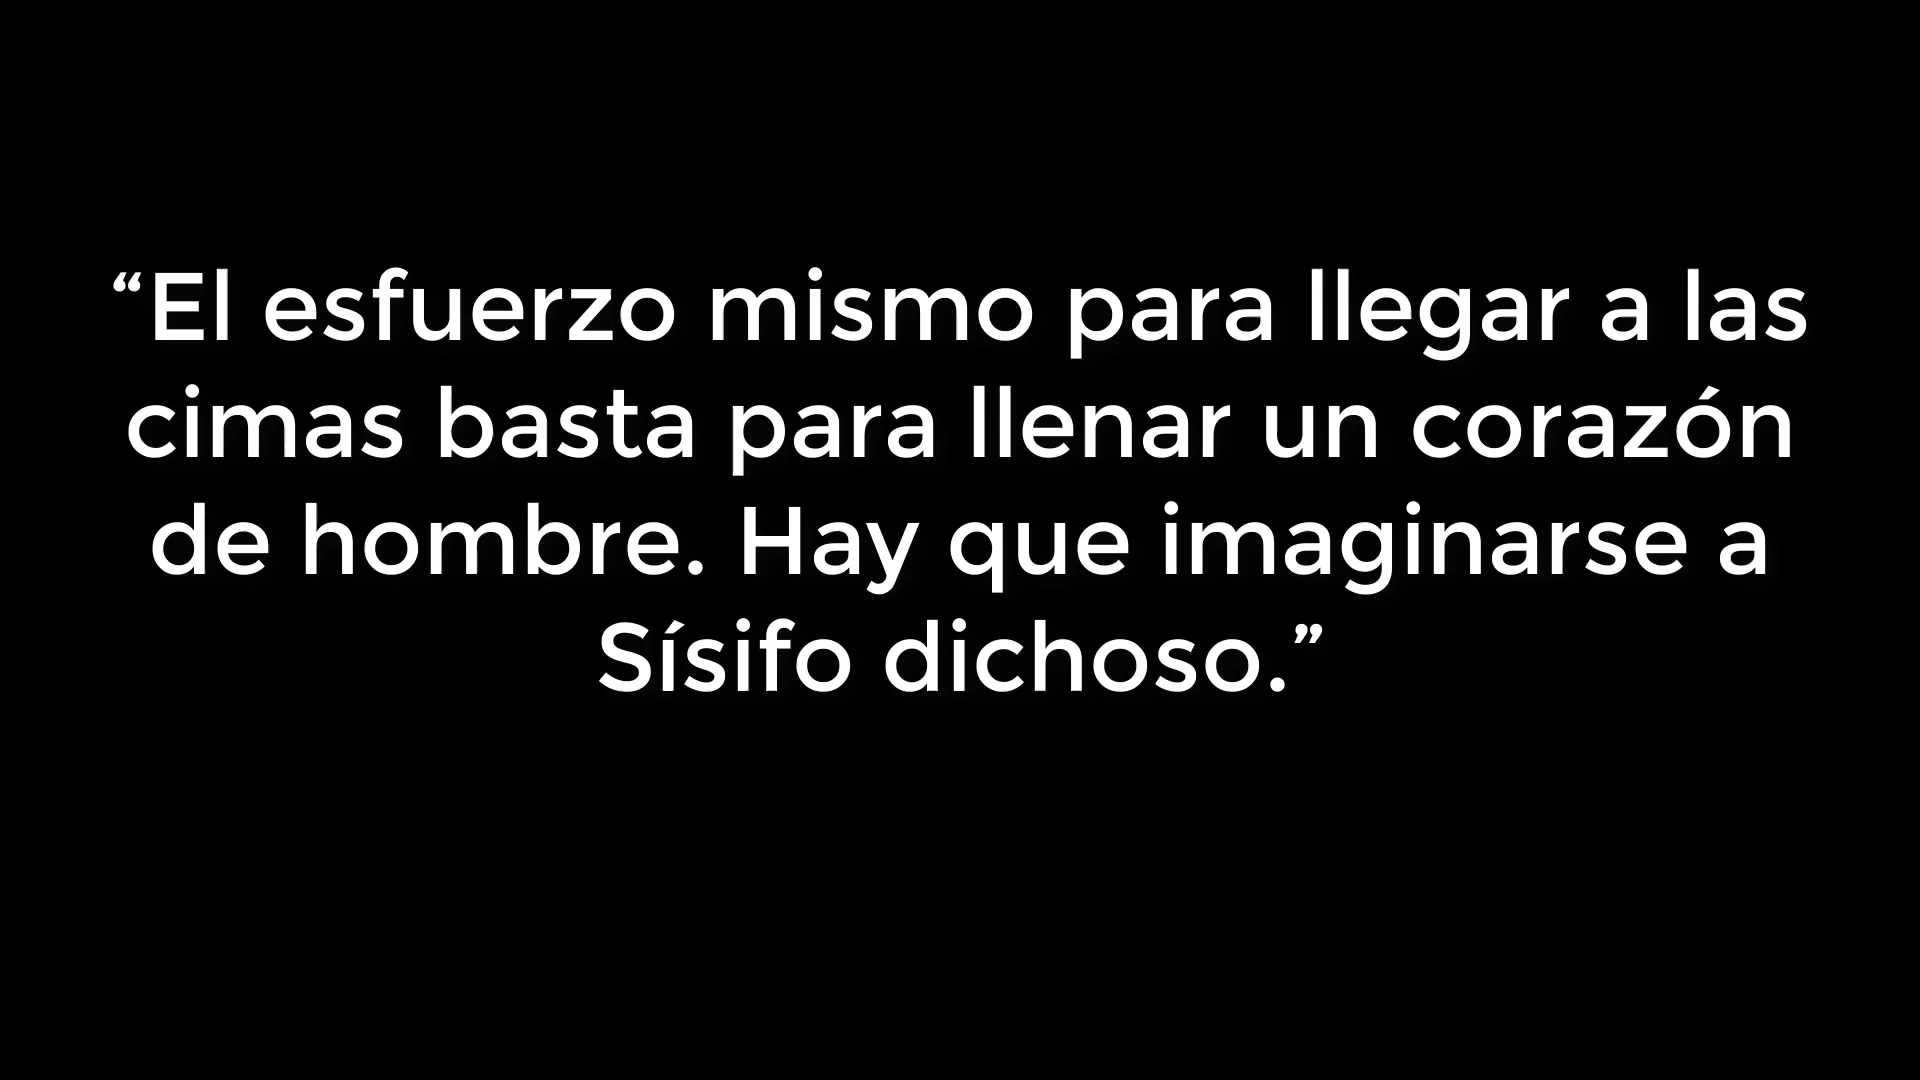 “El esfuerzo mismo para llegar a las
cimas basta para llenar un corazón
de hombre. Hay que imaginarse a
Sísifo dichoso.”